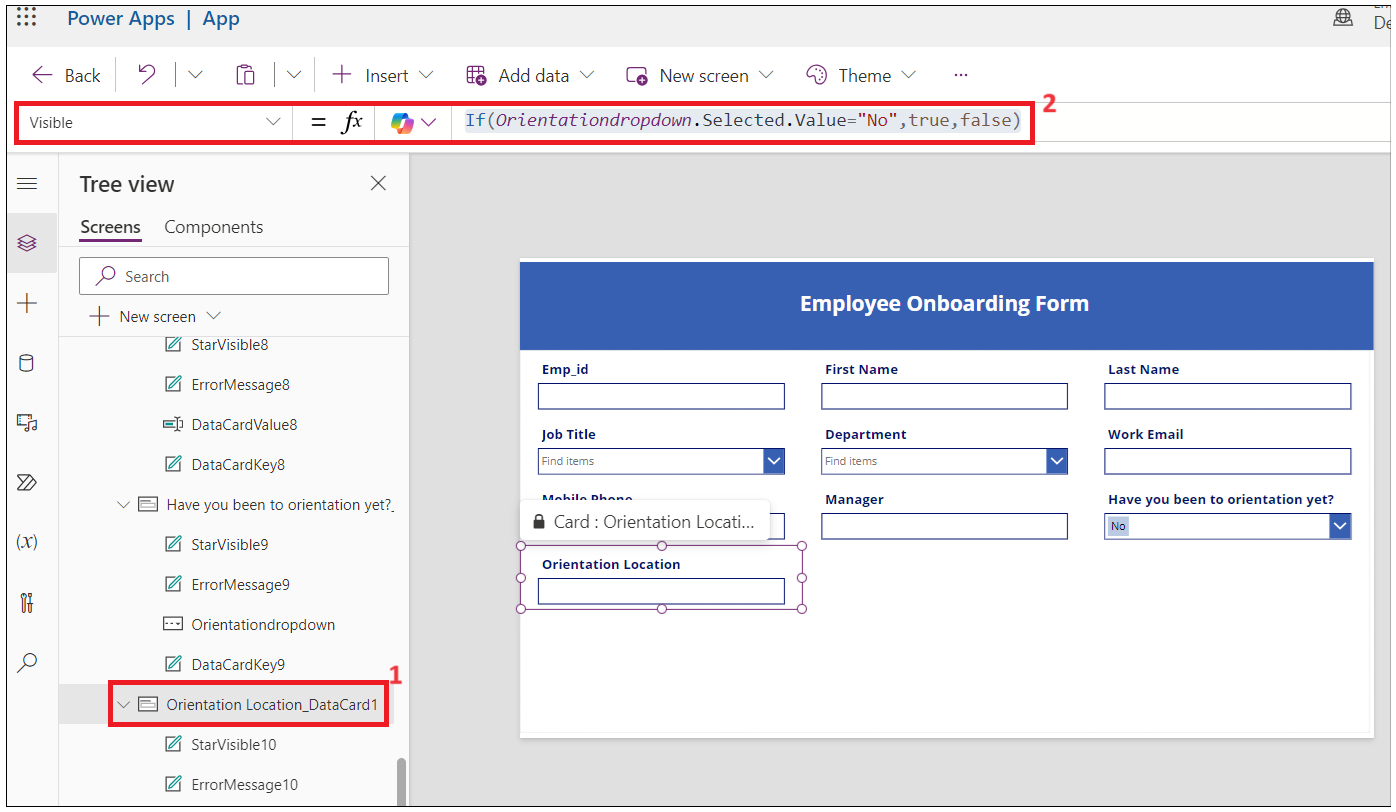 Power Apps | App
De
Back
Insert
Add data
New screen
Theme
...
2
Visible
= fx
If(Orientationdropdown.Selected.Value="No",true,false)
Tree view
Screens
Components
Search
New screen
StarVisible8
ErrorMessage8
DataCardValue8
DataCardKey8
Have you been to orientation yet?_
StarVisible9
ErrorMessage9
Orientationdropdown
DataCardKey9
1
Orientation Location_DataCard1
StarVisible10
ErrorMessage10
(x)
Employee Onboarding Form
Emp_id
First Name
Last Name
Job Title
Department
Work Email
Find items
Find items
Mobile Phone
Manager
Have you been to orientation yet?
Card : Orientation Locati...
No
Orientation Location